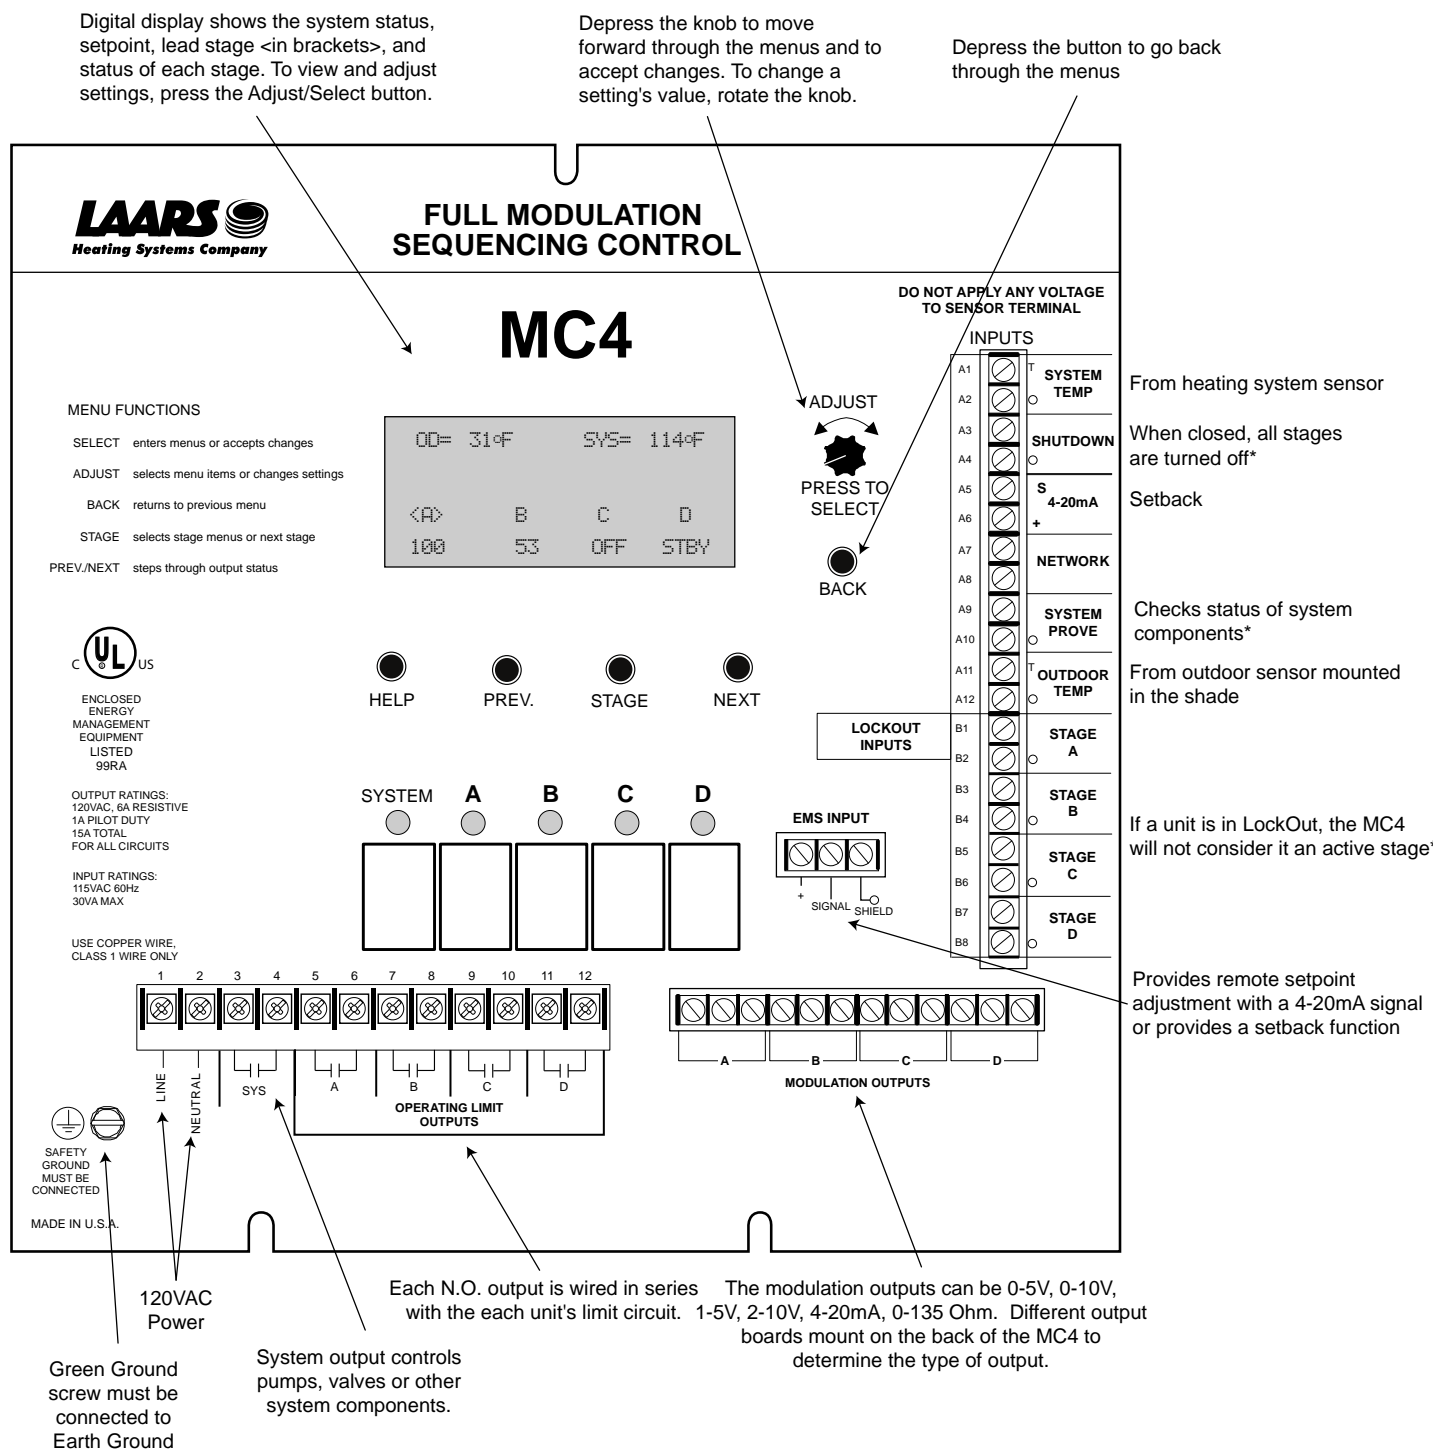 Digital display shows the system status,
setpoint, lead stage <in brackets>, and
status of each stage. To view and adjust
settings, press the Adjust/Select button.
Depress the knob to move
forward through the menus and to
accept changes. To change a
setting's value, rotate the knob.
Depress the button to go back
through the menus
LAARS
Heating Systems Company
FULL MODULATION
SEQUENCING CONTROL
MC4
DO NOT APPLY ANY VOLTAGE
TO SENSOR TERMINAL
INPUTS
MENU FUNCTIONS
SELECT enters menus or accepts changes
ADJUST selects menu items or changes settings
BACK returns to previous menu
STAGE selects stage menus or next stage
PREV./NEXT steps through output status
OD= 31°F SYS= 114°F
<A> B C D
100 53 OFF STBY
ADJUST
PRESS TO
SELECT
BACK
HELP
PREV.
STAGE
NEXT
A1 T
A2
SYSTEM
TEMP
From heating system sensor
A3
A4
SHUTDOWN
When closed, all stages
are turned off*
A5 S
A6 +
4-20mA
Setback
A7
A8
NETWORK
A9
A10
SYSTEM
PROVE
Checks status of system
components*
A11 T
A12
OUTDOOR
TEMP
From outdoor sensor mounted
in the shade
LOCKOUT
INPUTS
B1
B2
STAGE
A
B3
B4
STAGE
B
B5
B6
STAGE
C
B7
B8
STAGE
D
If a unit is in LockOut, the MC4
will not consider it an active stage*
C UL US
ENCLOSED
ENERGY
MANAGEMENT
EQUIPMENT
LISTED
99RA
OUTPUT RATINGS:
120VAC, 6A RESISTIVE
1A PILOT DUTY
15A TOTAL
FOR ALL CIRCUITS
INPUT RATINGS:
115VAC 60Hz
30VA MAX
USE COPPER WIRE,
CLASS 1 WIRE ONLY
SYSTEM A B C D
EMS INPUT
+ SIGNAL SHIELD
Provides remote setpoint
adjustment with a 4-20mA signal
or provides a setback function
1 2 3 4 5 6 7 8 9 10 11 12
LINE
NEUTRAL
SYS A B C D
OPERATING LIMIT
OUTPUTS
A B C D
MODULATION OUTPUTS
SAFETY
GROUND
MUST BE
CONNECTED
MADE IN U.S.A.
120VAC
Power
Green Ground
screw must be
connected to
Earth Ground
System output controls
pumps, valves or other
system components.
Each N.O. output is wired in series
with the each unit's limit circuit.
The modulation outputs can be 0-5V, 0-10V,
1-5V, 2-10V, 4-20mA, 0-135 Ohm. Different output
boards mount on the back of the MC4 to
determine the type of output.